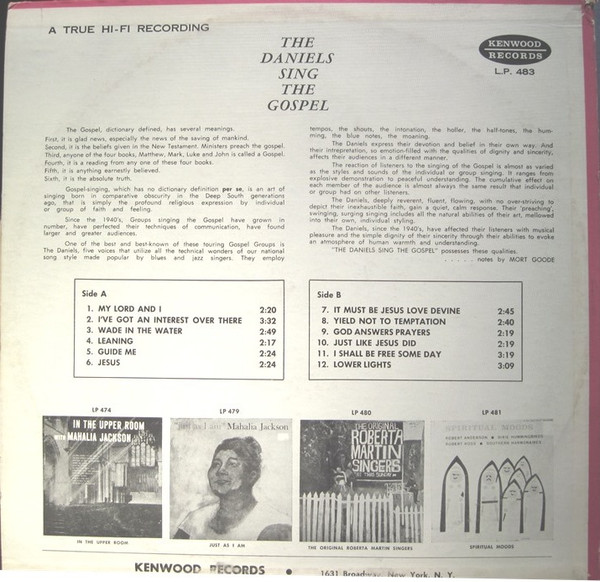 A TRUE HI-FI RECORDING
KENWOOD
RECORDS
L.P. 483
THE
DANIELS
SING
THE
GOSPEL
The Gospel, dictionary defined, has several meanings.
First, it is glad news, especially the news of the saving of mankind.
Second, it is the beliefs given in the New Testament. Ministers preach the gospel.
Third, anyone of the four books, Matthew, Mark, Luke and John is called a Gospel.
Fourth, it is a reading from any one of these four books.
Fifth, it is anything earnestly believed.
Sixth, it is the absolute truth.
Gospel-singing, which has no dictionary definition per se, is an art of
singing born in comparative obscurity in the Deep South generations
ago, that is simply the profound religious expression by individual
or group of faith and feeling.
Since the 1940's, Groups singing the Gospel have grown in
number, have perfected their techniques of communication, have found
larger and greater audiences.
One of the best and best-known of these touring Gospel Groups is
The Daniels, five voices that utilize all the technical wonders of our national
song style made popular by blues and jazz singers. They employ
tempos, the shouts, the intonation, the holler, the half-tones, the hum-
ming, the blue notes, the moaning.
The Daniels express their devotion and belief in their own way. And
their intrepretation, so emotion-filled with the qualities of dignity and sincerity,
affects their audiences in a different manner.
The reaction of listeners to the singing of the Gospel is almost as varied
as the styles and sounds of the individual or group singing. It ranges from
explosive demonstration to peaceful understanding. The cumulative effect on
each member of the audience is almost always the same result that individual
or group had on other listeners.
The Daniels, deeply reverent, fluent, flowing, with no over-striving to
depict their inexhaustible faith, gain a quiet, calm response. Their 'preaching',
swinging, surging singing includes all the natural abilities of their art, mellowed
into their own, individual styling.
The Daniels, since the 1940's, have affected their listeners with musical
pleasure and the simple dignity of their sincerity through their abilities to evoke
an atmosphere of human warmth and understanding.
"THE DANIELS SING THE GOSPEL" possesses these qualities.
. . . . . notes by MORT GOODE
Side A
1. MY LORD AND I 2:20
2. I'VE GOT AN INTEREST OVER THERE 3:32
3. WADE IN THE WATER 2:49
4. LEANING 2:17
5. GUIDE ME 2:24
6. JESUS 2:24
Side B
7. IT MUST BE JESUS LOVE DEVINE 2:45
8. YIELD NOT TO TEMPTATION 2:40
9. GOD ANSWERS PRAYERS 2:19
10. JUST LIKE JESUS DID 2:19
11. I SHALL BE FREE SOME DAY 3:19
12. LOWER LIGHTS 3:09
LP 474
LP 479
LP 480
LP 481
IN THE UPPER ROOM
WITH MAHALIA JACKSON
"just as I am" Mahalia Jackson
THE ORIGINAL
ROBERTA
MARTIN
SINGERS
SPIRITUAL MOODS
IN THE UPPER ROOM
JUST AS I AM
THE ORIGINAL ROBERTA MARTIN SINGERS
SPIRITUAL MOODS
KENWOOD RECORDS • 1631 Broadway, New York, N. Y.